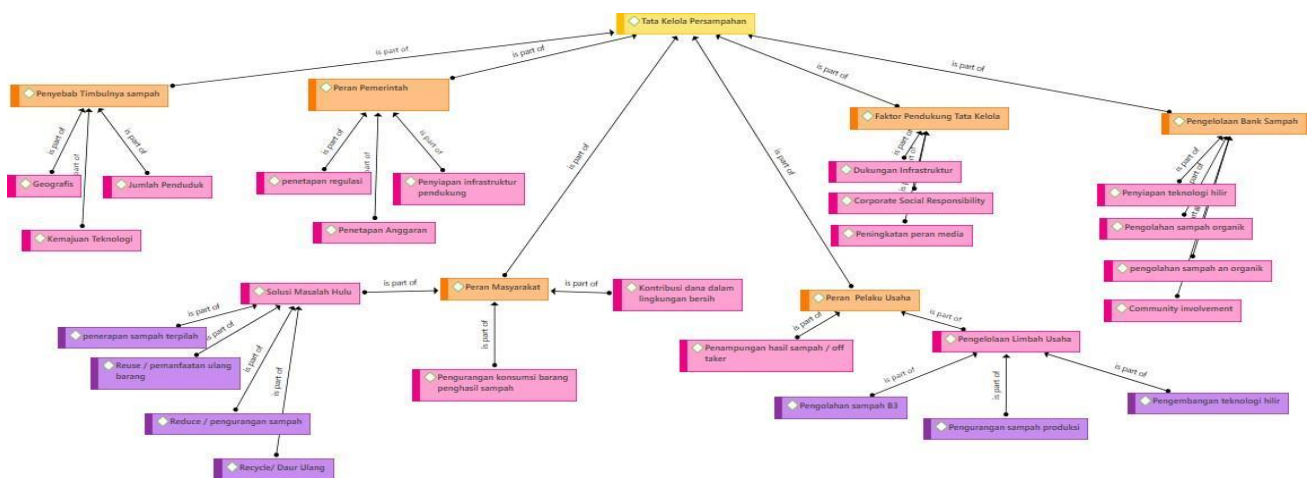 Tata Kelola Persampahan
is part of
is part of
is part of
is part of
is part of
is part of
Penyebab Timbulnya sampah
Peran Pemerintah
Faktor Pendukung Tata Kelola
Pengelolaan Bank Sampah
is part of
part of
is part of
is part of
part of
is part of
is part of
is part of
Geografis
Jumlah Penduduk
Kemajuan Teknologi
penetapan regulasi
Penyiapan infrastruktur
pendukung
Penetapan Anggaran
Dukungan Infrastruktur
Corporate Social Responsibility
Peningkatan peran media
Penyiapan teknologi hilir
Pengolahan sampah organik
pengolahan sampah an organik
Community involvement
Solusi Masalah Hulu
is part of
Peran Masyarakat
is part of
Kontribusi dana dalam
lingkungan bersih
Peran  Pelaku Usaha
is part of
is part of
is part of
is part of
is part of
is part of
is part of
penerapan sampah terpilah
Reuse / pemanfaatan ulang
barang
Reduce / pengurangan sampah
Recycle/ Daur Ulang
Pengurangan konsumsi barang
penghasil sampah
Penampungan hasil sampah / off
taker
Pengelolaan Limbah Usaha
is part of
is part of
is part of
Pengolahan sampah B3
Pengurangan sampah produksi
Pengembangan teknologi hilir